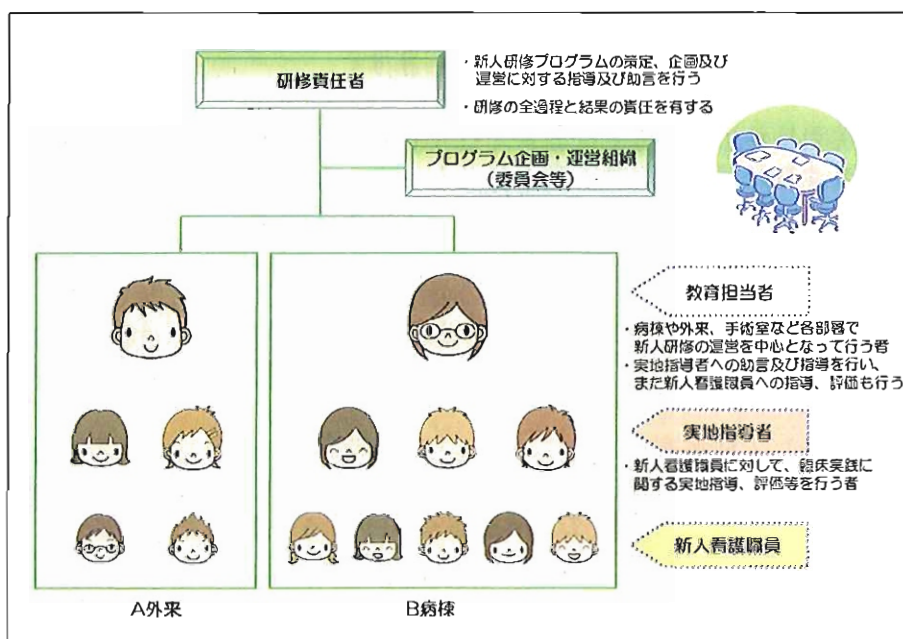 研修責任者
・新人研修プログラムの策定、企画及び
運営に対する指導及び助言を行う
・研修の全過程と結果の責任を有する
プログラム企画・運営組織
(委員会等)
教育担当者
・病棟や外来、手術室など各部署で
新人研修の運営を中心となって行う者
・実地指導者への助言及び指導を行い、
また新人看護職員への指導、評価も行う
実地指導者
・新人看護職員に対して、臨床実践に
関する実地指導、評価等を行う者
新人看護職員
A外来
B病棟